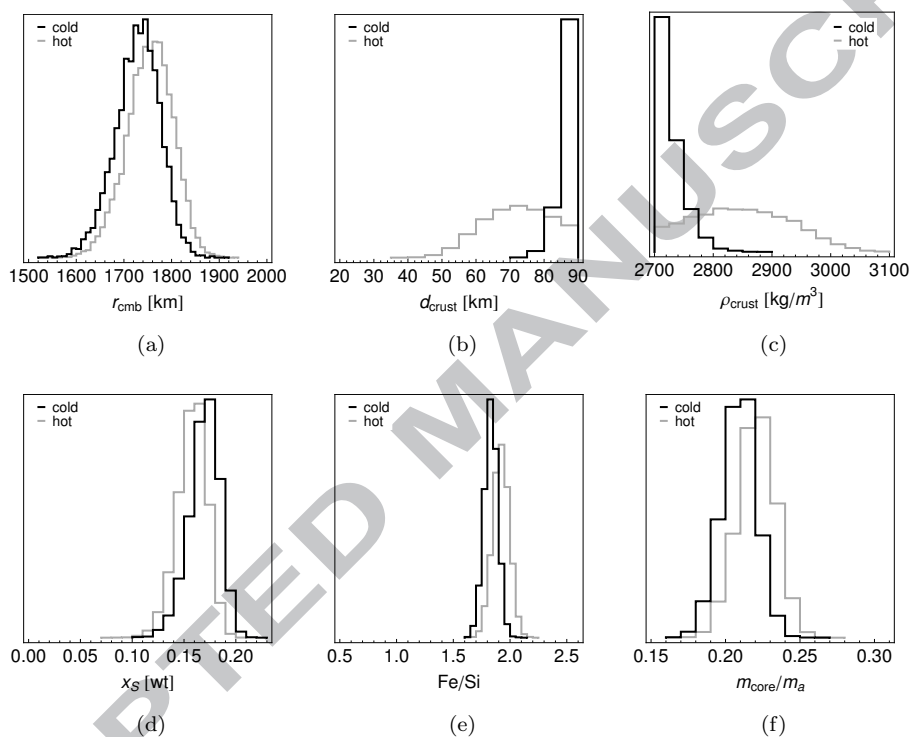 cold
hot
1500 1600 1700 1800 1900 2000
r_cmb [km]
(a)
cold
hot
20 30 40 50 60 70 80 90
d_crust [km]
(b)
cold
hot
2700 2800 2900 3000 3100
ρ_crust [kg/m³]
(c)
cold
hot
0.00 0.05 0.10 0.15 0.20
x_S [wt]
(d)
cold
hot
0.5 1.0 1.5 2.0 2.5
Fe/Si
(e)
cold
hot
0.15 0.20 0.25 0.30
m_core/m_a
(f)
PTED MANUSCR